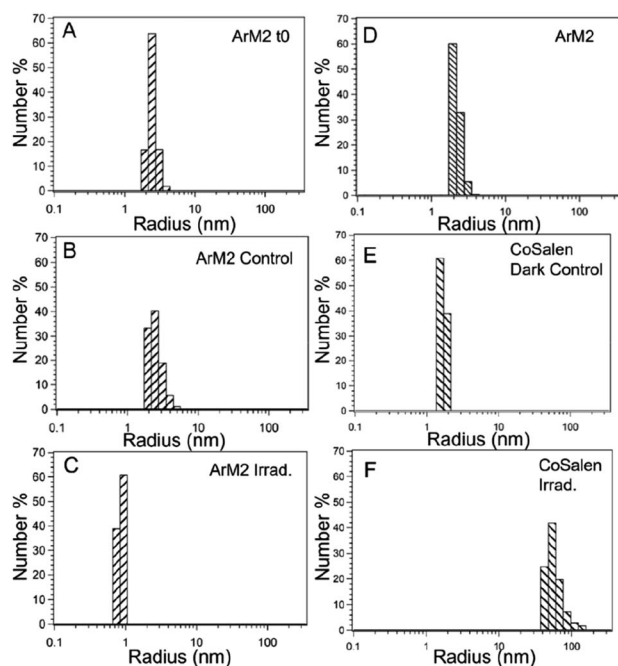 A
ArM2 t0
Number %
70
60
50
40
30
20
10
0
0.1
1
10
100
Radius (nm)
B
ArM2 Control
Number %
70
60
50
40
30
20
10
0
0.1
1
10
100
Radius (nm)
C
ArM2 Irrad.
Number %
70
60
50
40
30
20
10
0
0.1
1
10
100
Radius (nm)
D
ArM2
Number %
70
60
50
40
30
20
10
0
0.1
1
10
100
Radius (nm)
E
CoSalen
Dark Control
Number %
70
60
50
40
30
20
10
0
0.1
1
10
100
Radius (nm)
F
CoSalen
Irrad.
Number %
70
60
50
40
30
20
10
0
0.1
1
10
100
Radius (nm)